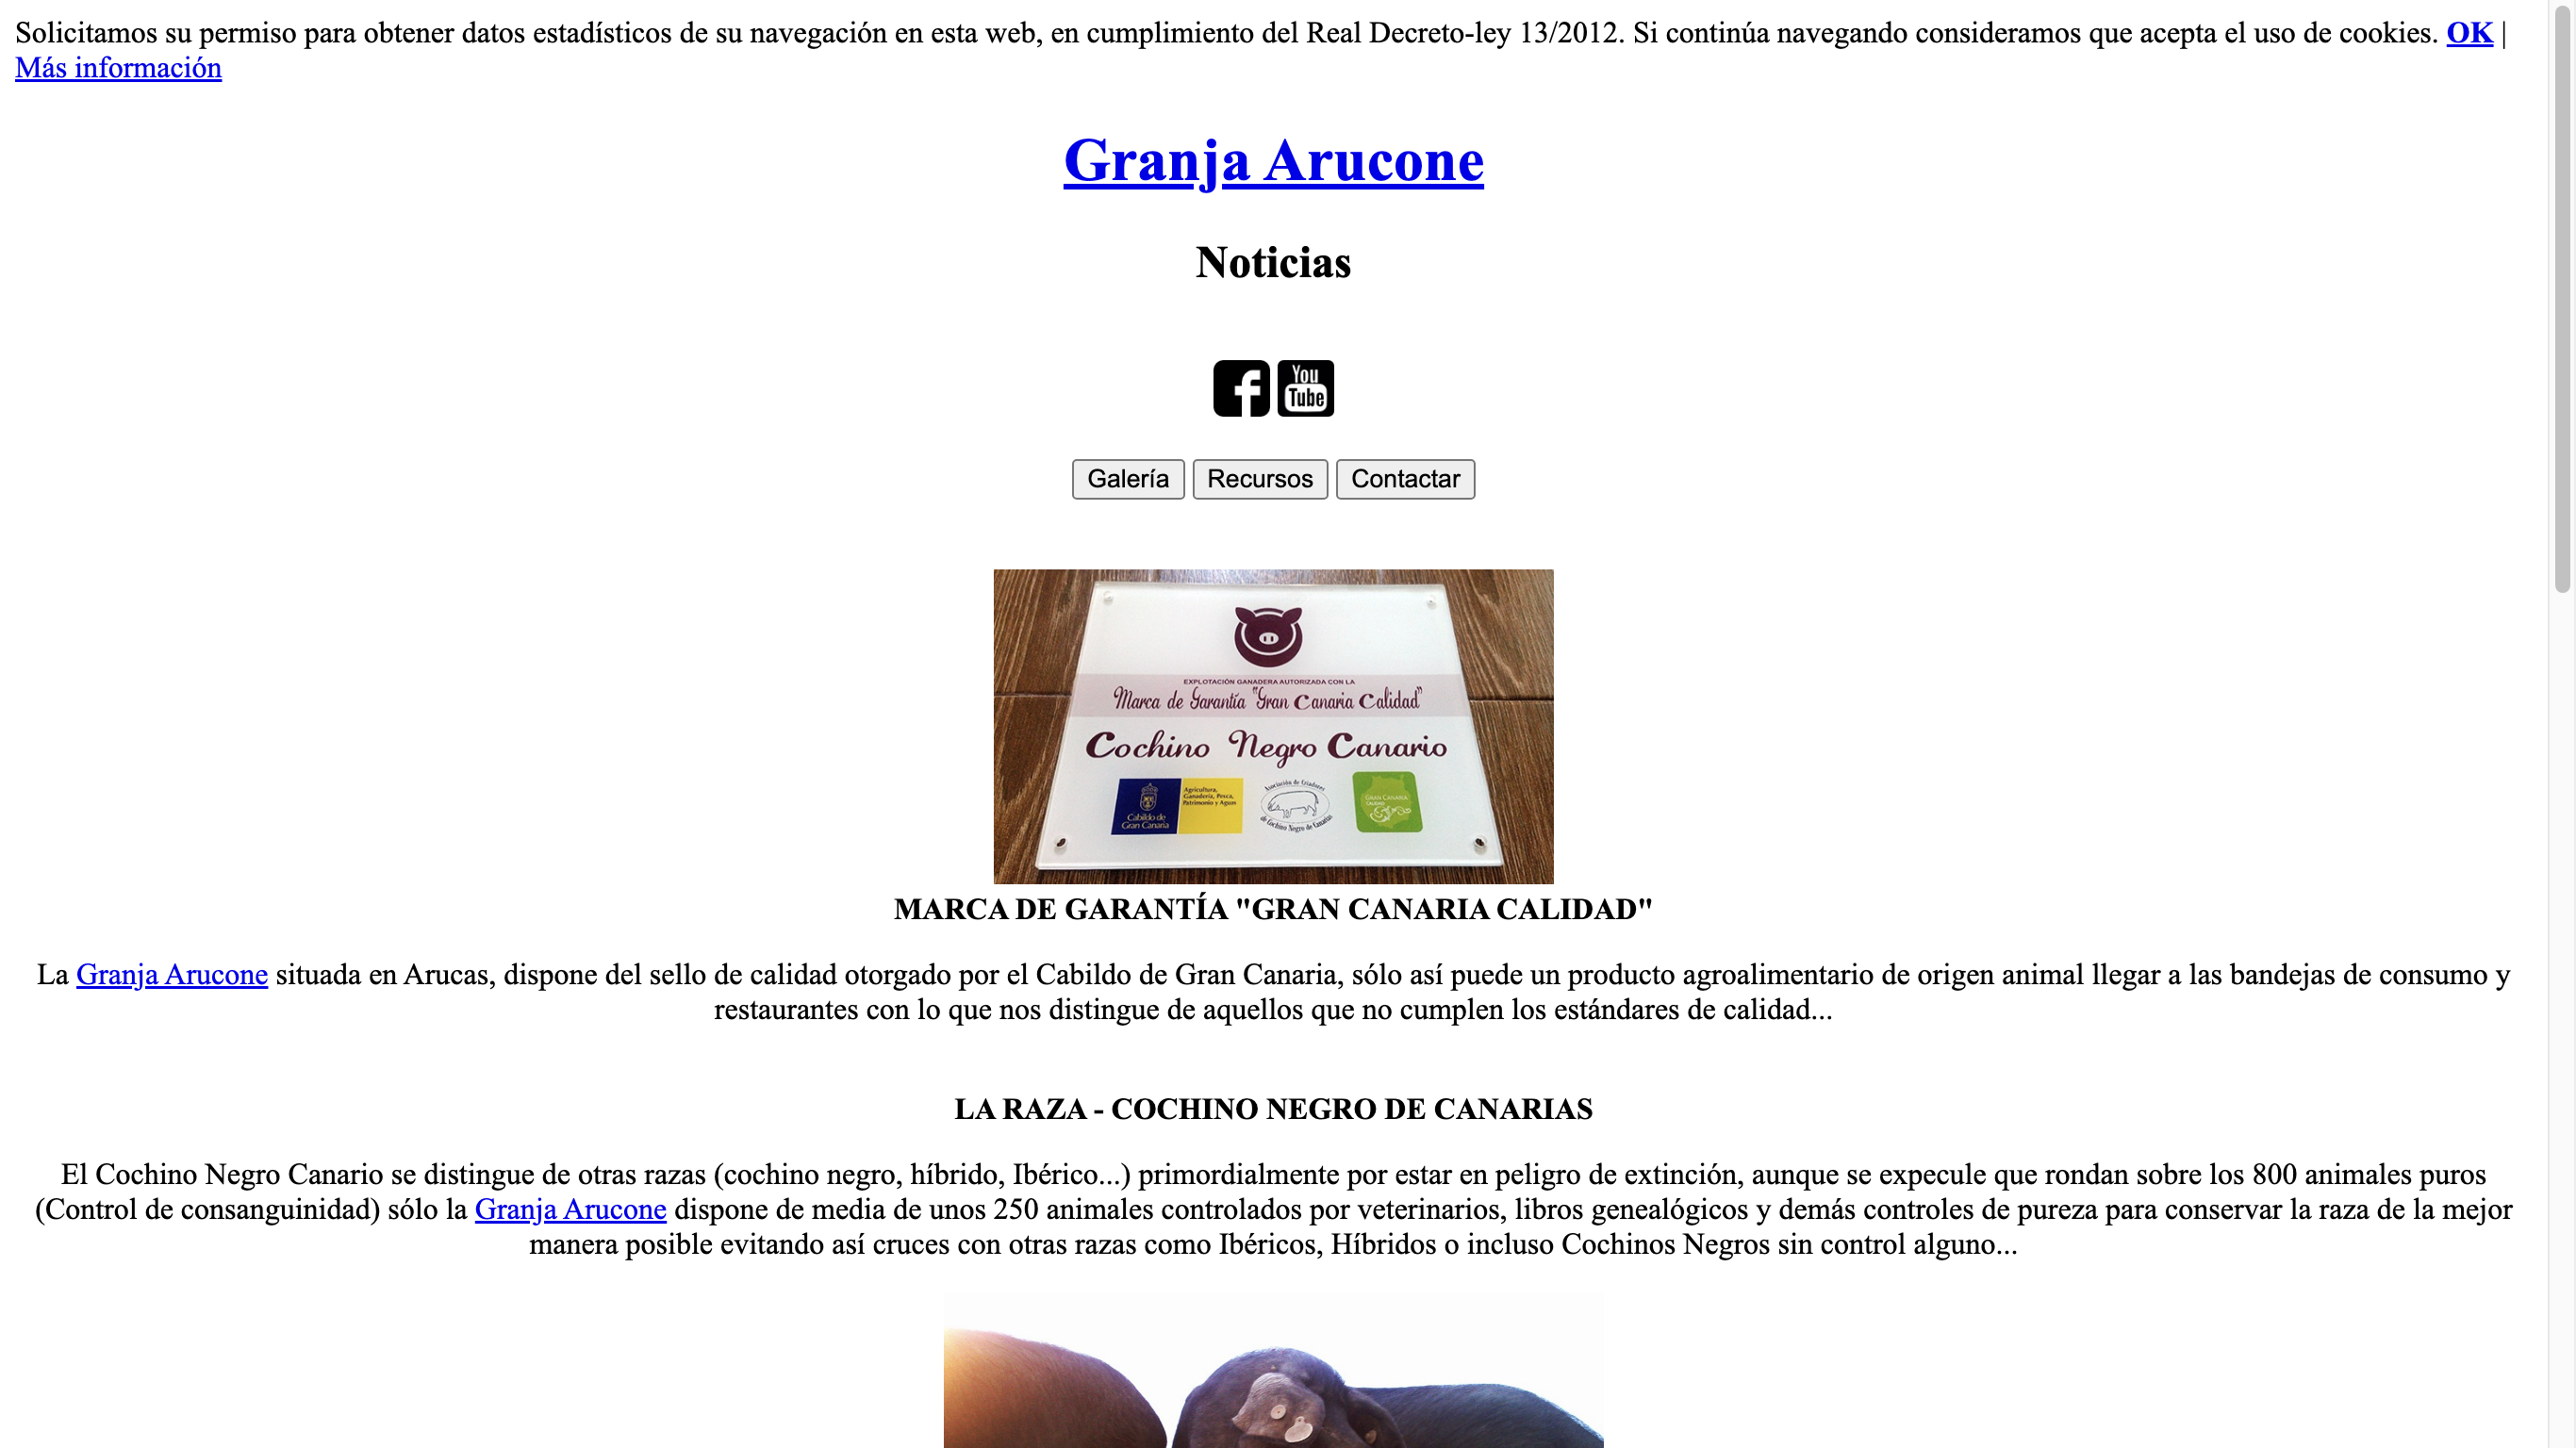 Solicitamos su permiso para obtener datos estadísticos de su navegación en esta web, en cumplimiento del Real Decreto-ley 13/2012. Si continúa navegando consideramos que acepta el uso de cookies. OK |
Más información
Granja Arucone
Noticias
You
Tube
Galería Recursos Contactar
EXPLOTACIÓN GANADERA AUTORIZADA CON LA
Marca de Garantía "Gran Canaria Calidad"
Cochino Negro Canario
Cabildo de
Gran Canaria
Agricultura,
Ganadería, Pesca,
Patrimonio y Aguas
Asociación de Criadores
de Cochino Negro de Canarias
GRAN CANARIA
CALIDAD
MARCA DE GARANTÍA "GRAN CANARIA CALIDAD"
La Granja Arucone situada en Arucas, dispone del sello de calidad otorgado por el Cabildo de Gran Canaria, sólo así puede un producto agroalimentario de origen animal llegar a las bandejas de consumo y
restaurantes con lo que nos distingue de aquellos que no cumplen los estándares de calidad...
LA RAZA - COCHINO NEGRO DE CANARIAS
El Cochino Negro Canario se distingue de otras razas (cochino negro, híbrido, Ibérico...) primordialmente por estar en peligro de extinción, aunque se expecule que rondan sobre los 800 animales puros
(Control de consanguinidad) sólo la Granja Arucone dispone de media de unos 250 animales controlados por veterinarios, libros genealógicos y demás controles de pureza para conservar la raza de la mejor
manera posible evitando así cruces con otras razas como Ibéricos, Híbridos o incluso Cochinos Negros sin control alguno...